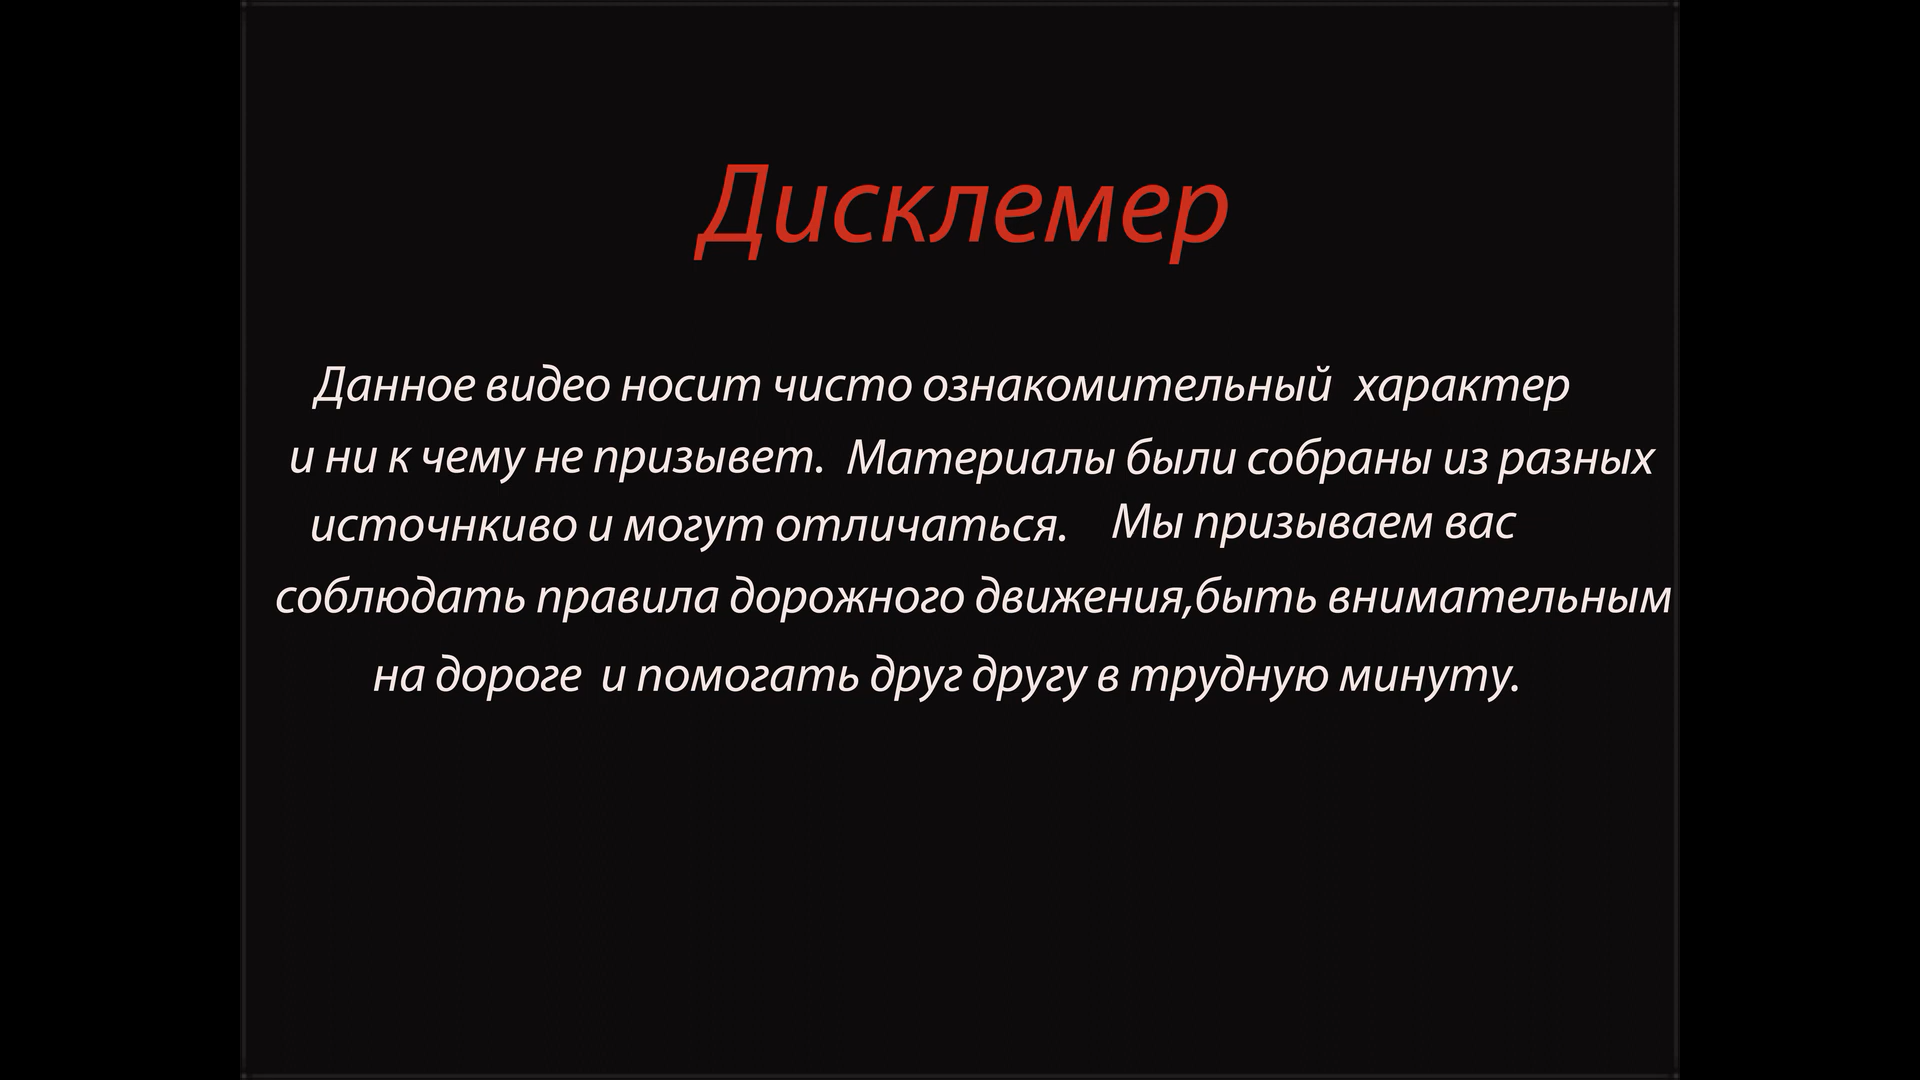 Дисклемер
Данное видео носит чисто ознакомительный характер
и ни к чему не призывет. Материалы были собраны из разных
источнкиво и могут отличаться. Мы призываем вас
соблюдать правила дорожного движения,быть внимательным
на дороге и помогать друг другу в трудную минуту.